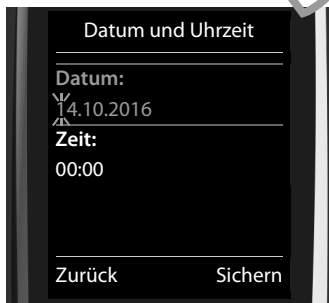 Datum und Uhrzeit
Datum:
14.10.2016
Zeit:
00:00
Zurück Sichern